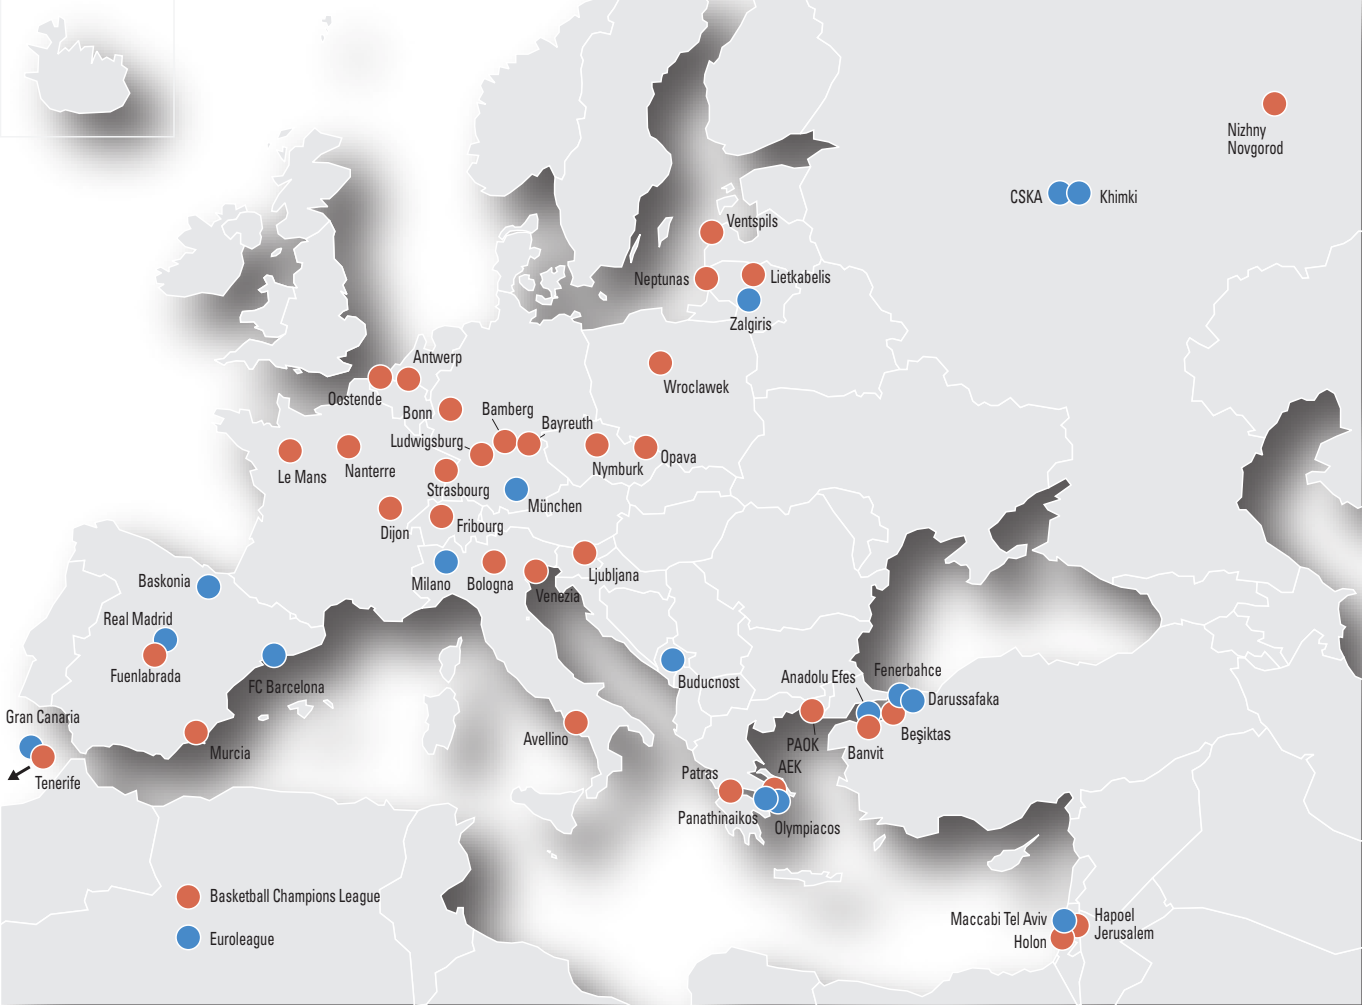 Nizhny
Novgorod
CSKA
Khimki
Ventspils
Neptunas
Lietkabelis
Zalgiris
Antwerp
Wroclawek
Oostende
Bonn
Bamberg
Bayreuth
Ludwigsburg
Le Mans
Nanterre
Nymburk
Opava
Strasbourg
München
Dijon
Fribourg
Baskonia
Milano
Bologna
Ljubljana
Venezia
Real Madrid
Fuenlabrada
FC Barcelona
Buducnost
Anadolu Efes
Fenerbahce
Darussafaka
Gran Canaria
Murcia
Avellino
PAOK
Banvit
Beşiktas
Tenerife
Patras
AEK
Panathinaikos
Olympiacos
Basketball Champions League
Euroleague
Maccabi Tel Aviv
Hapoel
Jerusalem
Holon